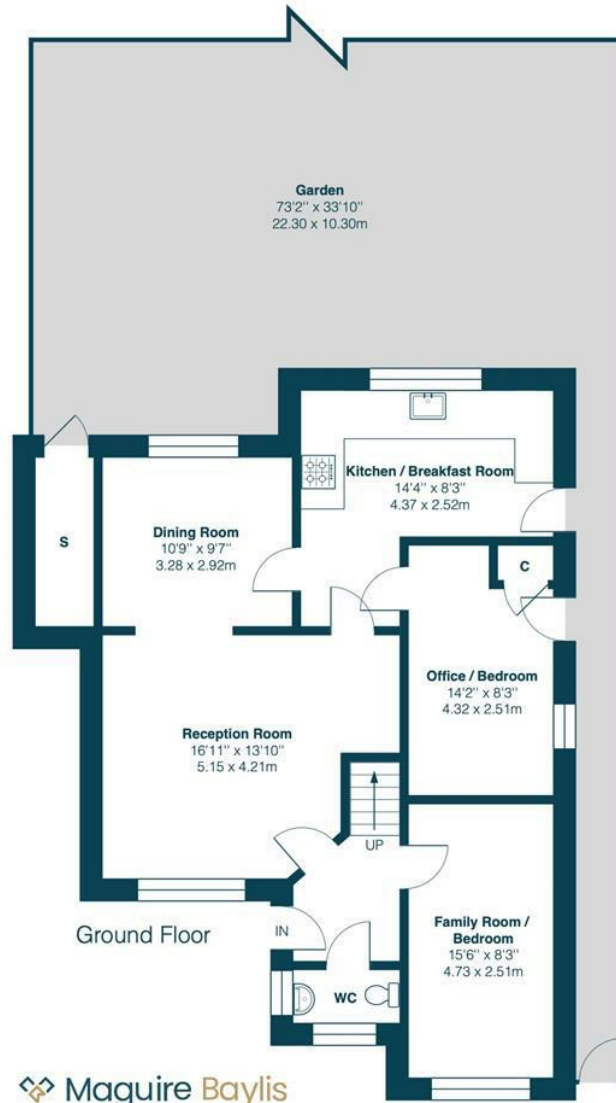 Garden
73'2'' x 33'10''
22.30 x 10.30m
Kitchen / Breakfast Room
14'4'' x 8'3''
4.37 x 2.52m
Dining Room
10'9'' x 9'7''
3.28 x 2.92m
S
C
Office / Bedroom
14'2'' x 8'3''
4.32 x 2.51m
Reception Room
16'11'' x 13'10''
5.15 x 4.21m
UP
Ground Floor
IN
Family Room /
Bedroom
15'6'' x 8'3''
4.73 x 2.51m
WC
Maguire Baylis